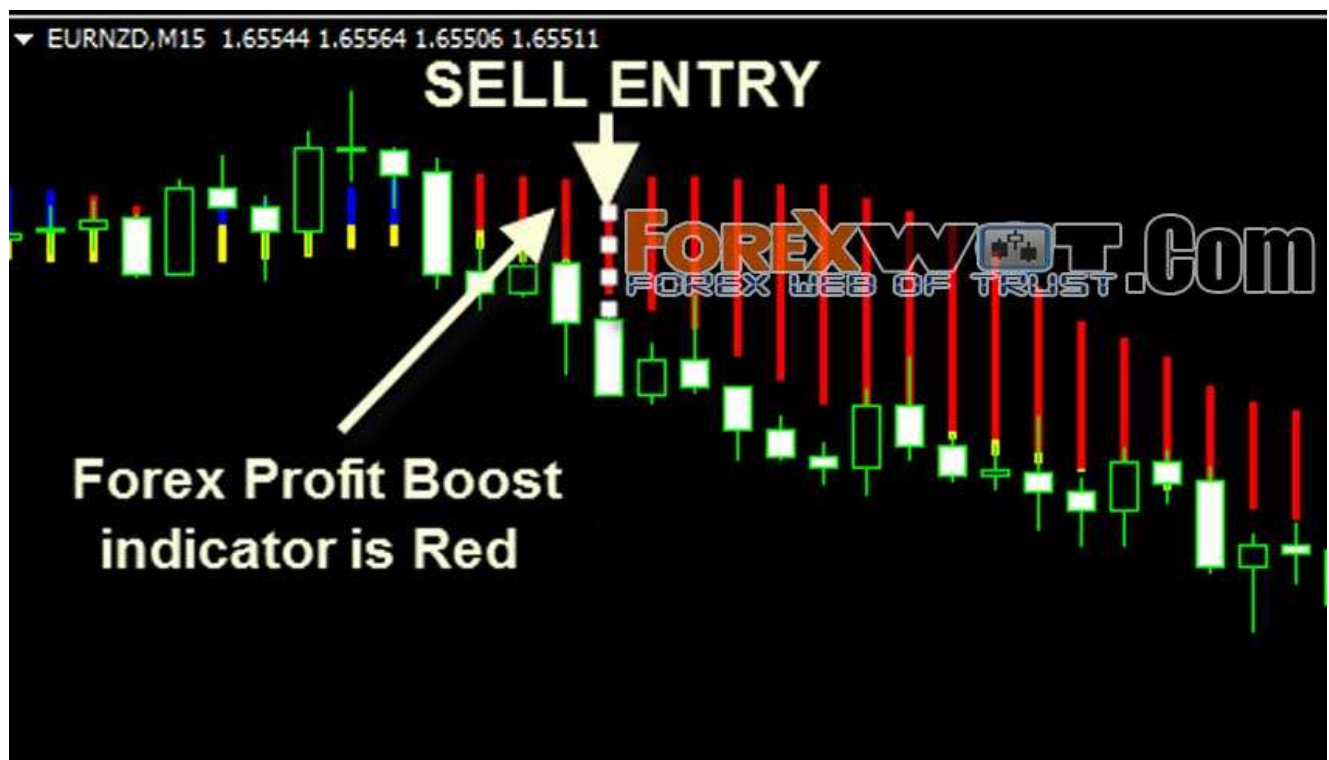 EURNZD,M15 1.65544 1.65564 1.65506 1.65511
SELL ENTRY
FOREXWOT.Com
FOREX WEB OF TRUST
Forex Profit Boost
indicator is Red